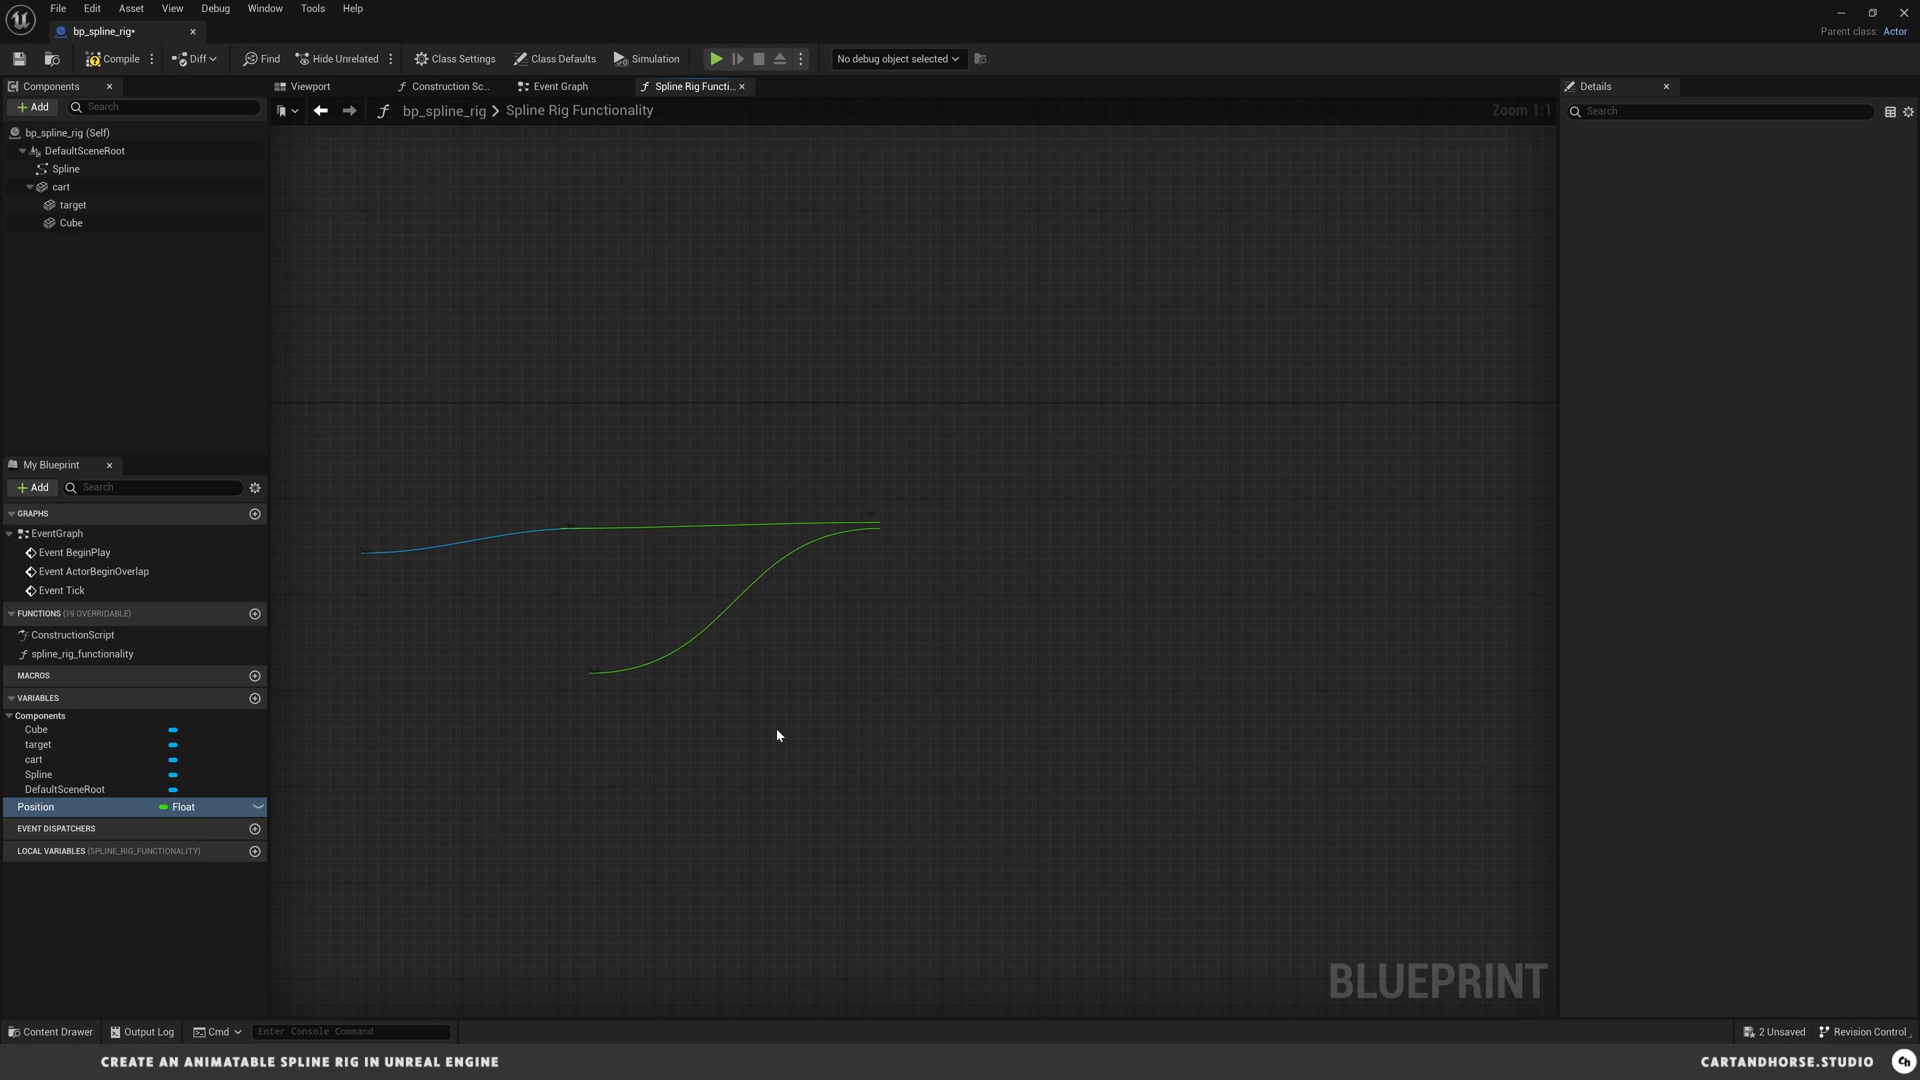 File Edit Asset View Debug Window Tools Help
bp_spline_rig•
Parent class: Actor
Compile Diff Find Hide Unrelated Class Settings Class Defaults Simulation No debug object selected
Components
Viewport Construction Sc... Event Graph Spline Rig Functi...
Details
Add Search
bp_spline_rig Spline Rig Functionality
Zoom 1:1
Search
bp_spline_rig (Self)
DefaultSceneRoot
Spline
cart
target
Cube
My Blueprint
Add Search
GRAPHS
EventGraph
Event BeginPlay
Event ActorBeginOverlap
Event Tick
FUNCTIONS (19 OVERRIDABLE)
ConstructionScript
spline_rig_functionality
MACROS
VARIABLES
Components
Cube
target
cart
Spline
DefaultSceneRoot
Position Float
EVENT DISPATCHERS
LOCAL VARIABLES (SPLINE_RIG_FUNCTIONALITY)
BLUEPRINT
Content Drawer Output Log Cmd Enter Console Command
2 Unsaved Revision Control
CREATE AN ANIMATABLE SPLINE RIG IN UNREAL ENGINE
CARTANDHORSE.STUDIO